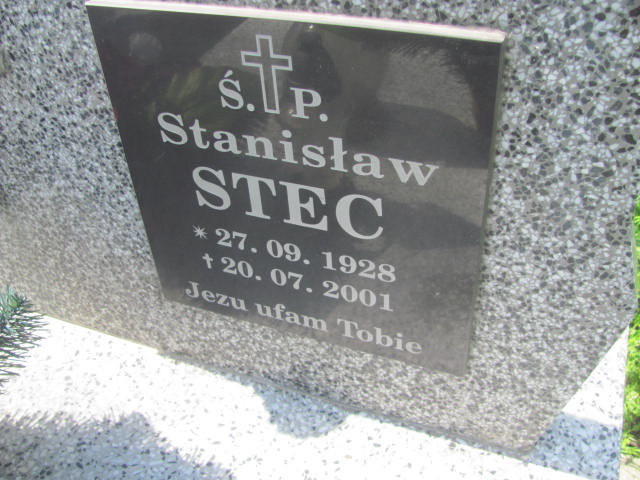 Ś. P.
Stanisław
STEC
* 27. 09. 1928
† 20. 07. 2001
Jezu ufam Tobie